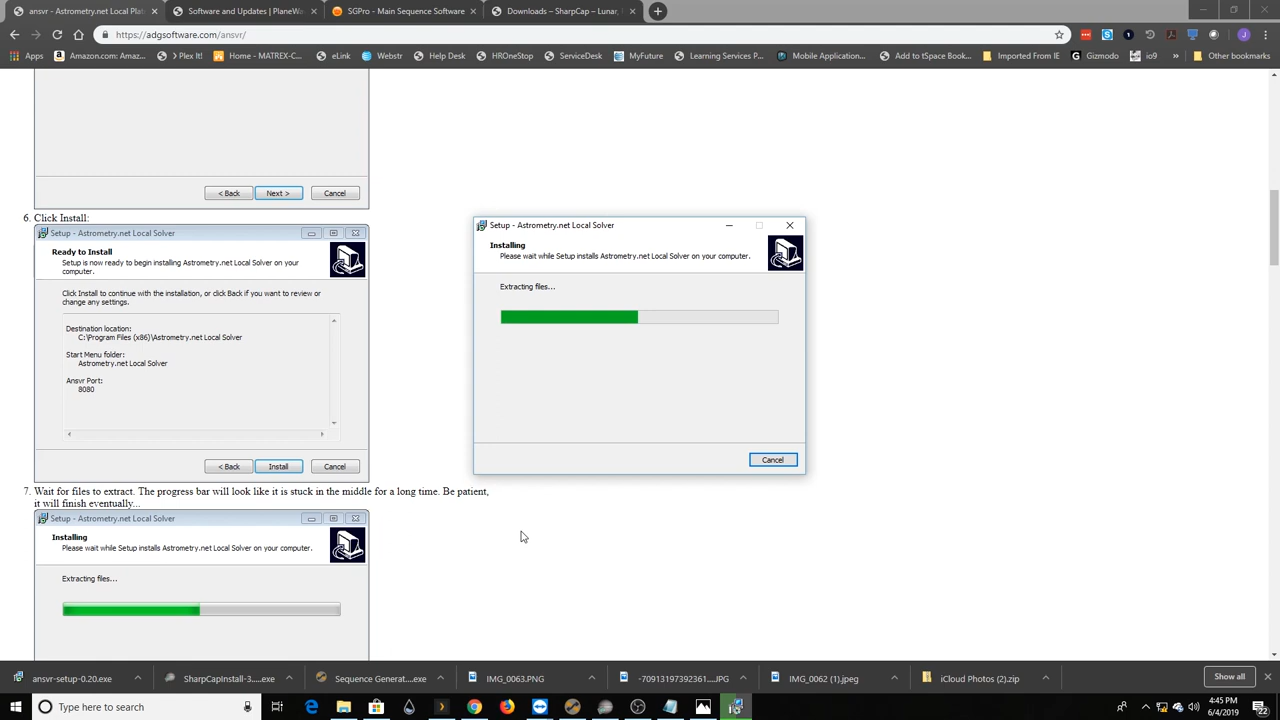 ansvr - Astrometry.net Local Plat
Software and Updates | PlaneWa
SGPro - Main Sequence Software
Downloads – SharpCap – Lunar,
https://adgsoftware.com/ansvr/
Apps
Amazon.com: Amaz...
> Plex It!
Home - MATREX-C...
eLink
Webstr
Help Desk
HROneStop
ServiceDesk
MyFuture
Learning Services P...
Mobile Application...
Add to tSpace Book...
Imported From IE
Gizmodo
io9
»
Other bookmarks
< Back
Next >
Cancel
6. Click Install:
Setup - Astrometry.net Local Solver
Ready to Install
Setup is now ready to begin installing Astrometry.net Local Solver on your
computer.
Click Install to continue with the installation, or click Back if you want to review or
change any settings.
Destination location:
C:\Program Files (x86)\Astrometry.net Local Solver
Start Menu folder:
Astrometry.net Local Solver
Ansvr Port:
8080
< Back
Install
Cancel
Setup - Astrometry.net Local Solver
Installing
Please wait while Setup installs Astrometry.net Local Solver on your computer.
Extracting files...
Cancel
7. Wait for files to extract. The progress bar will look like it is stuck in the middle for a long time. Be patient,
it will finish eventually...
Setup - Astrometry.net Local Solver
Installing
Please wait while Setup installs Astrometry.net Local Solver on your computer.
Extracting files...
ansvr-setup-0.20.exe
SharpCapInstall-3....exe
Sequence Generat....exe
IMG_0063.PNG
-70913197392361....JPG
IMG_0062 (1).jpeg
iCloud Photos (2).zip
Show all
Type here to search
4:45 PM
6/4/2019
22